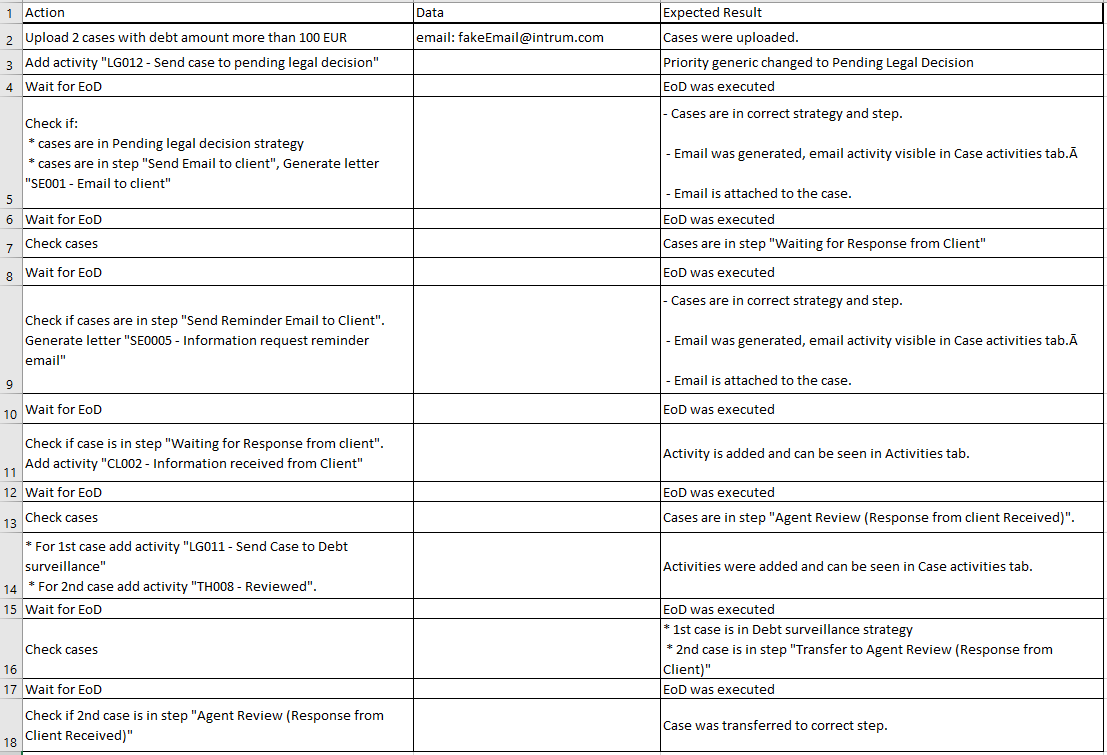 1 Action Data Expected Result
2 Upload 2 cases with debt amount more than 100 EUR email: fakeEmail@intrum.com Cases were uploaded.
3 Add activity "LG012 - Send case to pending legal decision" Priority generic changed to Pending Legal Decision
4 Wait for EoD EoD was executed
Check if:
* cases are in Pending legal decision strategy
* cases are in step "Send Email to client", Generate letter
"SE001 - Email to client"
- Cases are in correct strategy and step.
- Email was generated, email activity visible in Case activities tab.Ā
- Email is attached to the case.
5
6 Wait for EoD EoD was executed
7 Check cases Cases are in step "Waiting for Response from Client"
8 Wait for EoD EoD was executed
Check if cases are in step "Send Reminder Email to Client".
Generate letter "SE0005 - Information request reminder
email"
- Cases are in correct strategy and step.
- Email was generated, email activity visible in Case activities tab.Ā
- Email is attached to the case.
9
10 Wait for EoD EoD was executed
Check if case is in step "Waiting for Response from client".
Add activity "CL002 - Information received from Client"
Activity is added and can be seen in Activities tab.
11
12 Wait for EoD EoD was executed
13 Check cases Cases are in step "Agent Review (Response from client Received)".
* For 1st case add activity "LG011 - Send Case to Debt
surveillance"
* For 2nd case add activity "TH008 - Reviewed".
Activities were added and can be seen in Case activities tab.
14
15 Wait for EoD EoD was executed
Check cases
* 1st case is in Debt surveillance strategy
* 2nd case is in step "Transfer to Agent Review (Response from
Client)"
16
17 Wait for EoD EoD was executed
Check if 2nd case is in step "Agent Review (Response from
Client Received)"
Case was transferred to correct step.
18